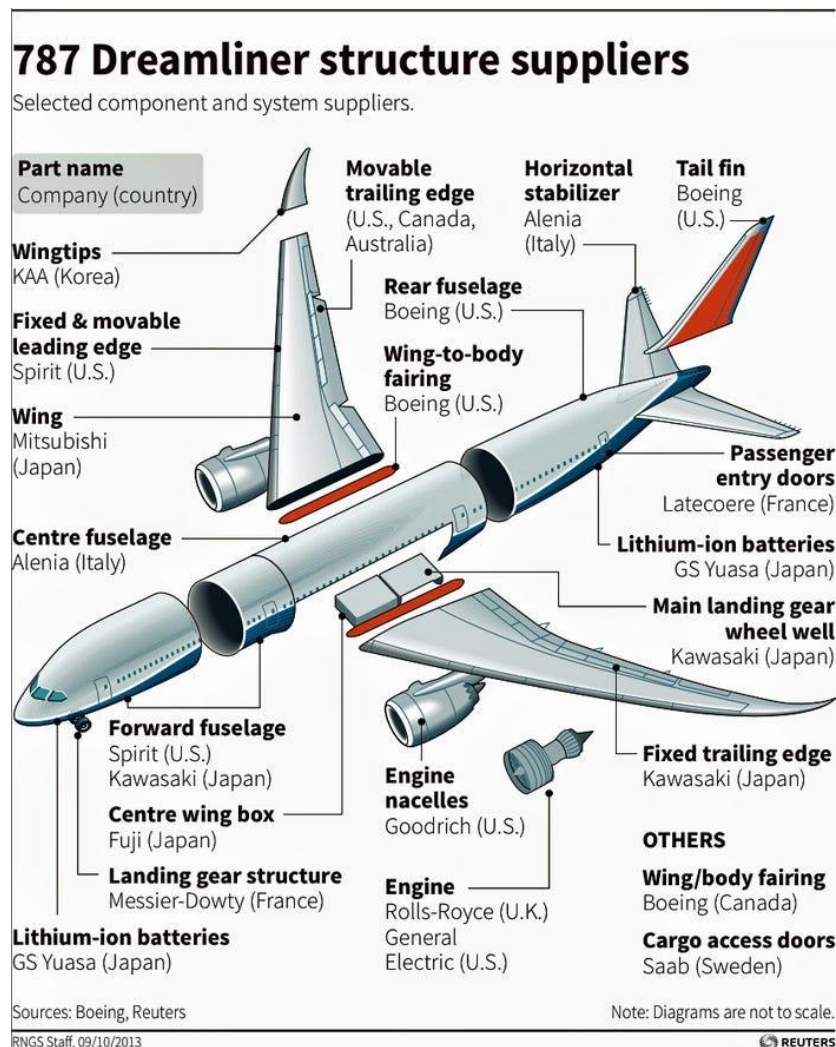 787 Dreamliner structure suppliers
Selected component and system suppliers.
Part name
Company (country)
Wingtips
KAA (Korea)
Fixed & movable
leading edge
Spirit (U.S.)
Wing
Mitsubishi
(Japan)
Centre fuselage
Alenia (Italy)
Movable
trailing edge
(U.S., Canada,
Australia)
Rear fuselage
Boeing (U.S.)
Wing-to-body
fairing
Boeing (U.S.)
Horizontal
stabilizer
Alenia
(Italy)
Tail fin
Boeing
(U.S.)
Passenger
entry doors
Latecoere (France)
Lithium-ion batteries
GS Yuasa (Japan)
Main landing gear
wheel well
Kawasaki (Japan)
Forward fuselage
Spirit (U.S.)
Kawasaki (Japan)
Centre wing box
Fuji (Japan)
Landing gear structure
Messier-Dowty (France)
Lithium-ion batteries
GS Yuasa (Japan)
Engine
nacelles
Goodrich (U.S.)
Engine
Rolls-Royce (U.K.)
General
Electric (U.S.)
Fixed trailing edge
Kawasaki (Japan)
OTHERS
Wing/body fairing
Boeing (Canada)
Cargo access doors
Saab (Sweden)
Sources: Boeing, Reuters
Note: Diagrams are not to scale.
RNGS Staff, 09/10/2013
REUTERS